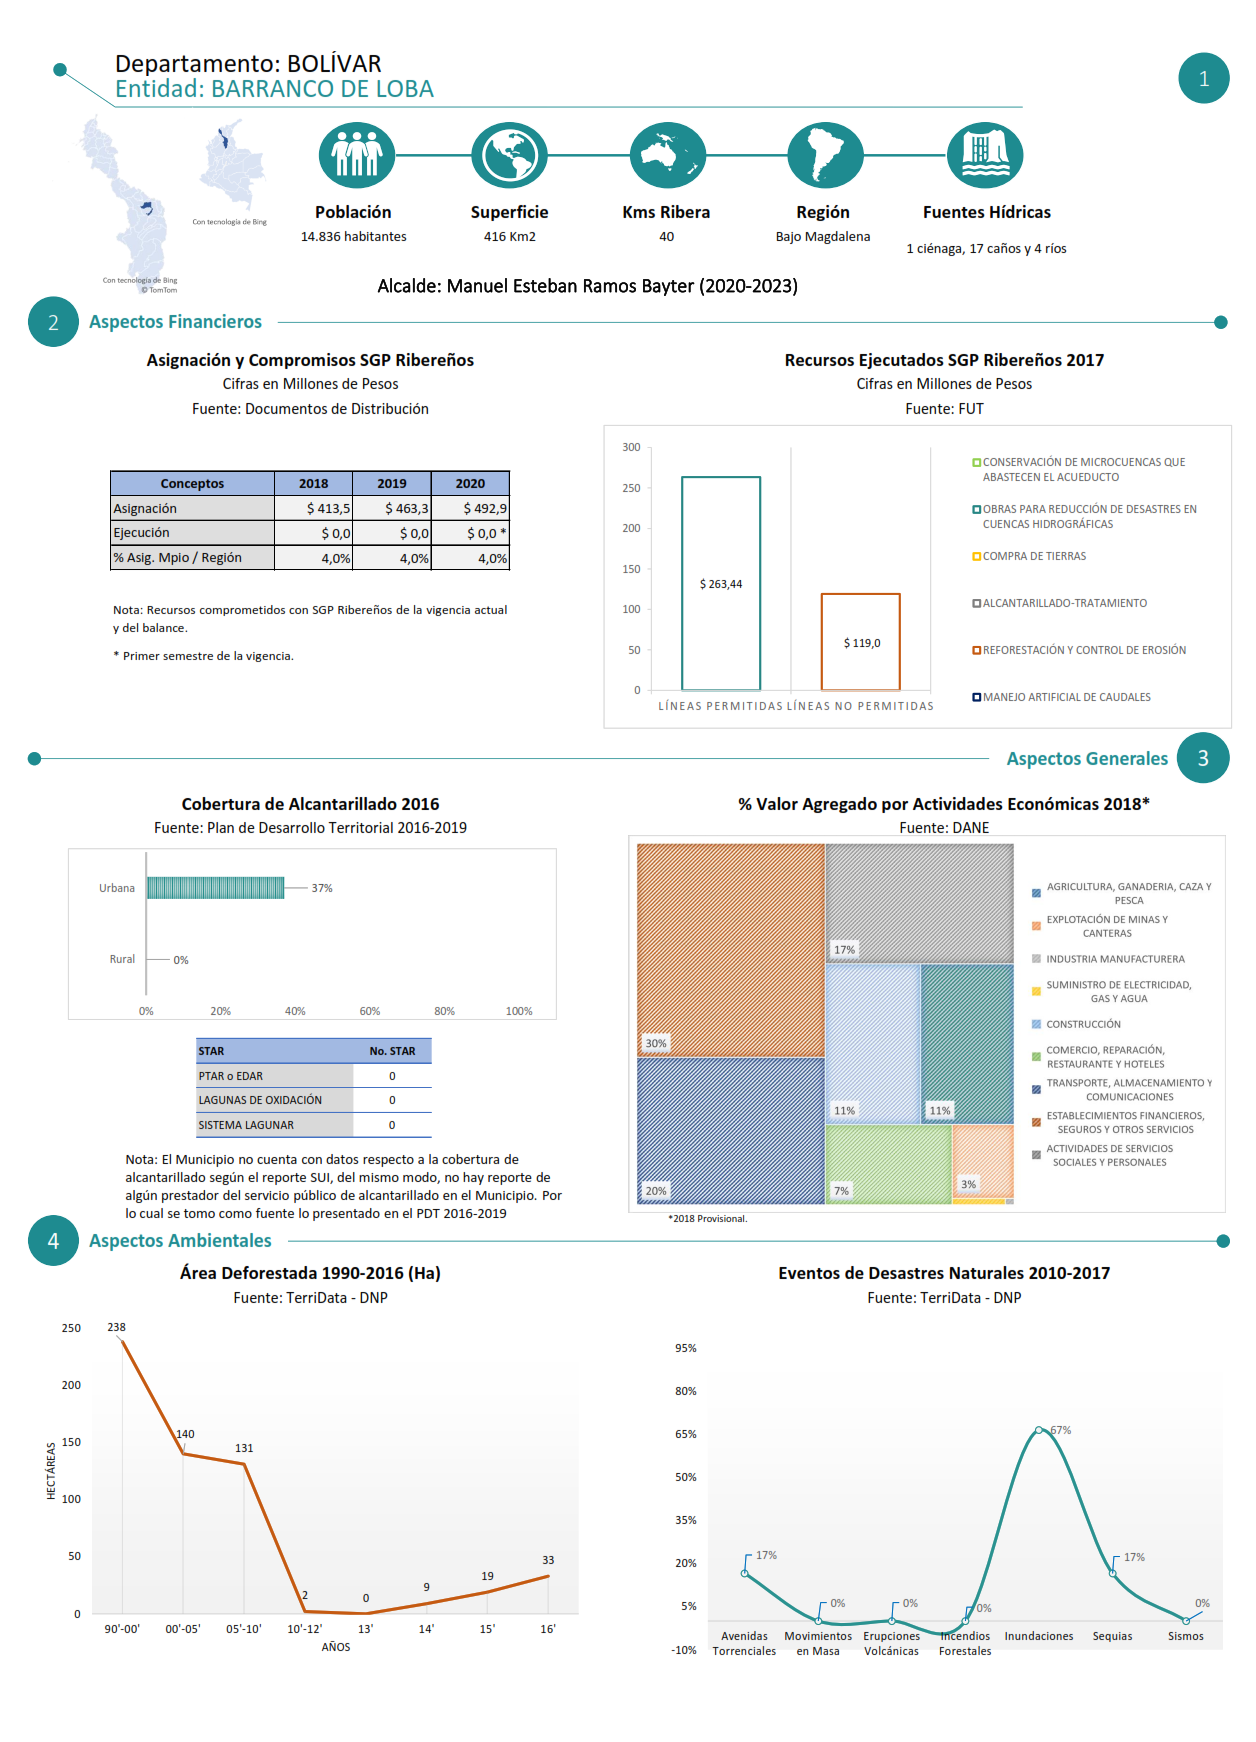 Departamento: BOLÍVAR
Entidad: BARRANCO DE LOBA
1
Con tecnología de Bing
Con tecnología de Bing
© TomTom
Población
14.836 habitantes
Superficie
416 Km2
Kms Ribera
40
Región
Bajo Magdalena
Fuentes Hídricas
1 ciénaga, 17 caños y 4 ríos
Alcalde: Manuel Esteban Ramos Bayter (2020-2023)
2 Aspectos Financieros
Asignación y Compromisos SGP Ribereños
Cifras en Millones de Pesos
Fuente: Documentos de Distribución
Conceptos 2018 2019 2020
Asignación $ 413,5 $ 463,3 $ 492,9
Ejecución $ 0,0 $ 0,0 $ 0,0 *
% Asig. Mpio / Región 4,0% 4,0% 4,0%
Nota: Recursos comprometidos con SGP Ribereños de la vigencia actual
y del balance.
* Primer semestre de la vigencia.
Recursos Ejecutados SGP Ribereños 2017
Cifras en Millones de Pesos
Fuente: FUT
300
250
200
150
100
50
0
$ 263,44
$ 119,0
LÍNEAS PERMITIDAS LÍNEAS NO PERMITIDAS
CONSERVACIÓN DE MICROCUENCAS QUE
ABASTECEN EL ACUEDUCTO
OBRAS PARA REDUCCIÓN DE DESASTRES EN
CUENCAS HIDROGRÁFICAS
COMPRA DE TIERRAS
ALCANTARILLADO-TRATAMIENTO
REFORESTACIÓN Y CONTROL DE EROSIÓN
MANEJO ARTIFICIAL DE CAUDALES
Aspectos Generales 3
Cobertura de Alcantarillado 2016
Fuente: Plan de Desarrollo Territorial 2016-2019
Urbana 37%
Rural 0%
0% 20% 40% 60% 80% 100%
STAR No. STAR
PTAR o EDAR 0
LAGUNAS DE OXIDACIÓN 0
SISTEMA LAGUNAR 0
Nota: El Municipio no cuenta con datos respecto a la cobertura de
alcantarillado según el reporte SUI, del mismo modo, no hay reporte de
algún prestador del servicio público de alcantarillado en el Municipio. Por
lo cual se tomo como fuente lo presentado en el PDT 2016-2019
% Valor Agregado por Actividades Económicas 2018*
Fuente: DANE
30%
17%
20%
11%
11%
7%
3%
AGRICULTURA, GANADERIA, CAZA Y
PESCA
EXPLOTACIÓN DE MINAS Y
CANTERAS
INDUSTRIA MANUFACTURERA
SUMINISTRO DE ELECTRICIDAD,
GAS Y AGUA
CONSTRUCCIÓN
COMERCIO, REPARACIÓN,
RESTAURANTE Y HOTELES
TRANSPORTE, ALMACENAMIENTO Y
COMUNICACIONES
ESTABLECIMIENTOS FINANCIEROS,
SEGUROS Y OTROS SERVICIOS
ACTIVIDADES DE SERVICIOS
SOCIALES Y PERSONALES
*2018 Provisional.
4 Aspectos Ambientales
Área Deforestada 1990-2016 (Ha)
Fuente: TerriData - DNP
HECTÁREAS
250
200
150
100
50
0
238
140
131
2
0
9
19
33
90'-00' 00'-05' 05'-10' 10'-12' 13' 14' 15' 16'
AÑOS
Eventos de Desastres Naturales 2010-2017
Fuente: TerriData - DNP
95%
80%
65%
50%
35%
20%
5%
-10%
17%
0%
0%
0%
67%
17%
0%
Avenidas Movimientos Erupciones Incendios Inundaciones Sequias Sismos
Torrenciales en Masa Volcánicas Forestales